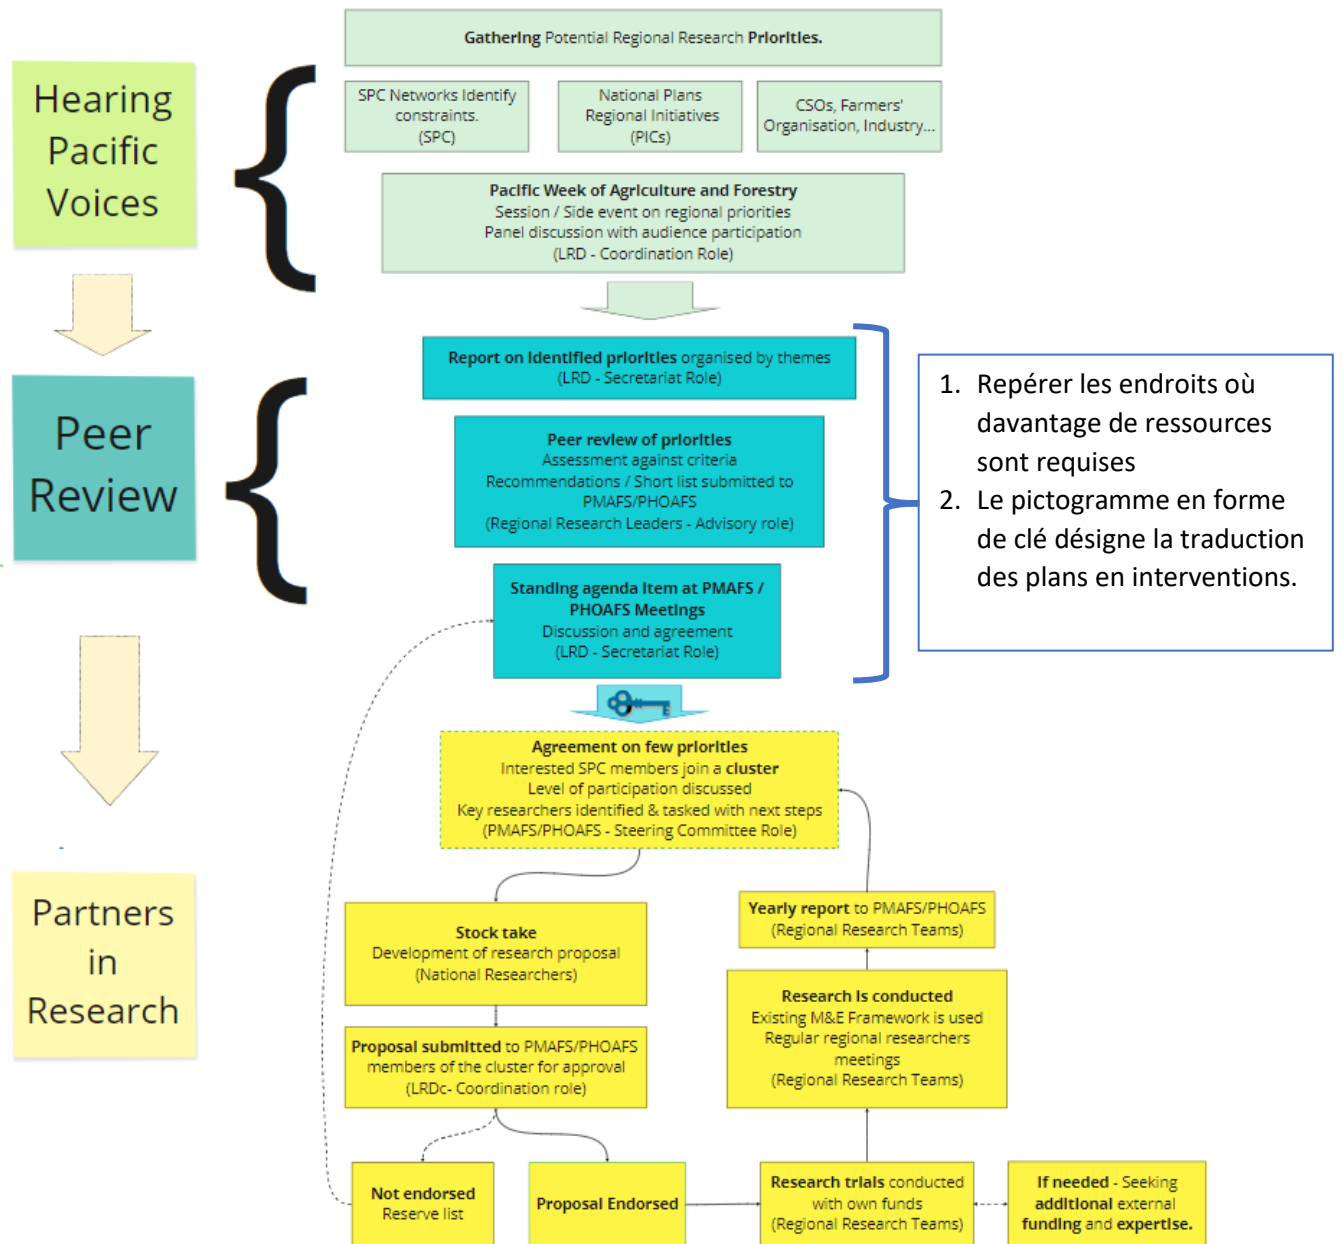 Hearing
Pacific
Voices
Gathering Potential Regional Research Priorities.
SPC Networks Identify
constraints.
(SPC)
National Plans
Regional Initiatives
(PICs)
CSOs, Farmers'
Organisation, Industry...
Pacific Week of Agriculture and Forestry
Session / Side event on regional priorities
Panel discussion with audience participation
(LRD - Coordination Role)
Peer
Review
Report on identified priorities organised by themes
(LRD - Secretariat Role)
Peer review of priorities
Assessment against criteria
Recommendations / Short list submitted to
PMAFS/PHOAFS
(Regional Research Leaders - Advisory role)
Standing agenda item at PMAFS /
PHOAFS Meetings
Discussion and agreement
(LRD - Secretariat Role)
1. Repérer les endroits où
davantage de ressources
sont requises
2. Le pictogramme en forme
de clé désigne la traduction
des plans en interventions.
Partners
in
Research
Agreement on few priorities
Interested SPC members join a cluster
Level of participation discussed
Key researchers identified & tasked with next steps
(PMAFS/PHOAFS - Steering Committee Role)
Stock take
Development of research proposal
(National Researchers)
Proposal submitted to PMAFS/PHOAFS
members of the cluster for approval
(LRDc- Coordination role)
Not endorsed
Reserve list
Proposal Endorsed
Research trials conducted
with own funds
(Regional Research Teams)
If needed - Seeking
additional external
funding and expertise.
Research is conducted
Existing M&E Framework is used
Regular regional researchers
meetings
(Regional Research Teams)
Yearly report to PMAFS/PHOAFS
(Regional Research Teams)